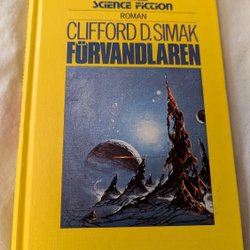 SCIENCE FICTION
ROMAN
CLIFFORD D. SIMAK
FÖRVANDLAREN